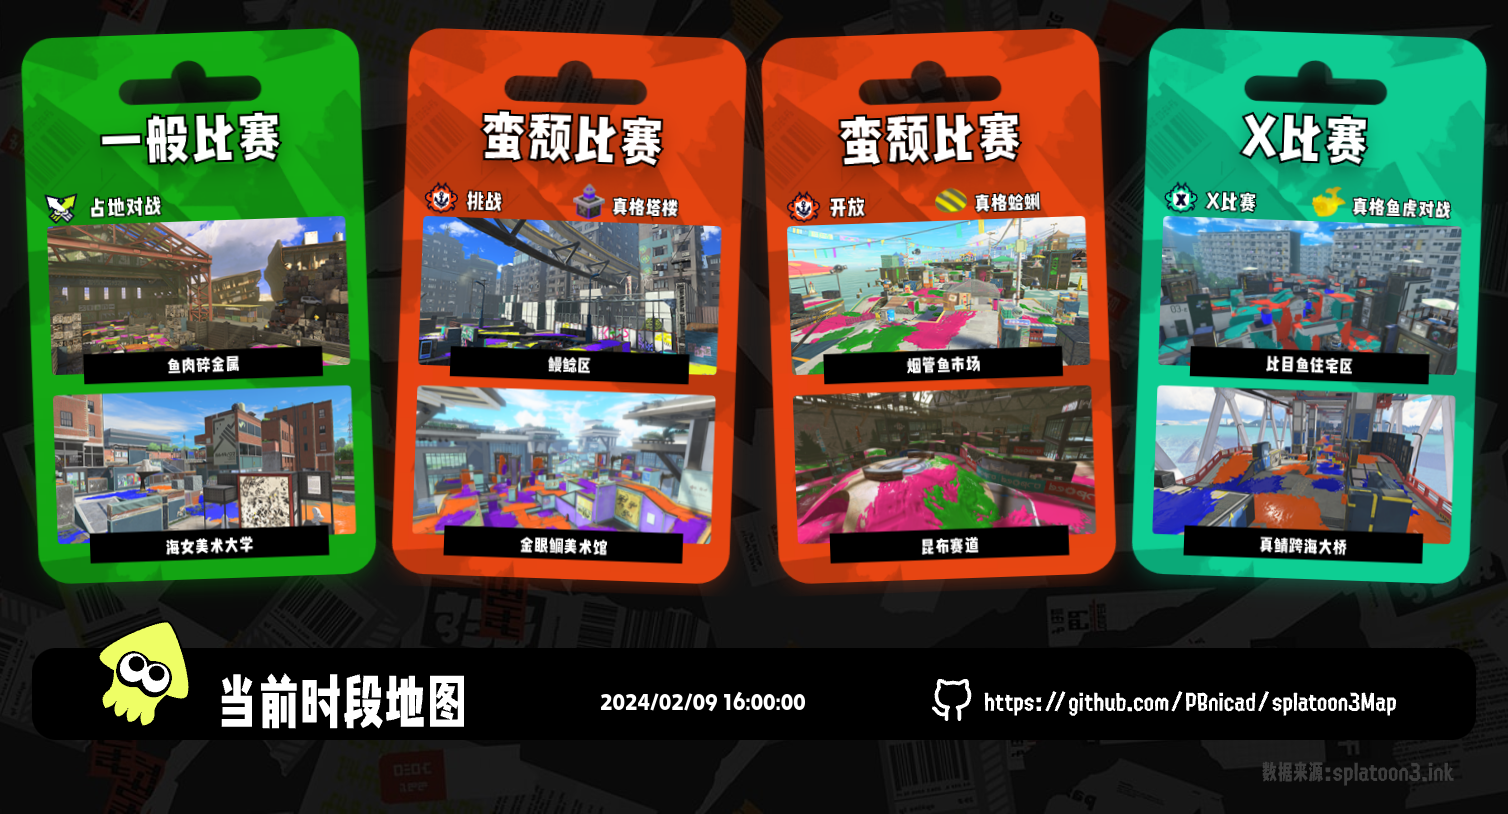 一般比赛
占地对战
鱼肉碎金属
海女美术大学
蛮颓比赛
挑战
真格塔楼
鳗鲶区
金眼鲷美术馆
蛮颓比赛
开放
真格蛤蜊
烟管鱼市场
昆布赛道
X比赛
X比赛
真格鱼虎对战
比目鱼住宅区
真鲭跨海大桥
当前时段地图
2024/02/09 16:00:00
https://github.com/PBnicad/splatoon3Map
数据来源:splatoon3.ink